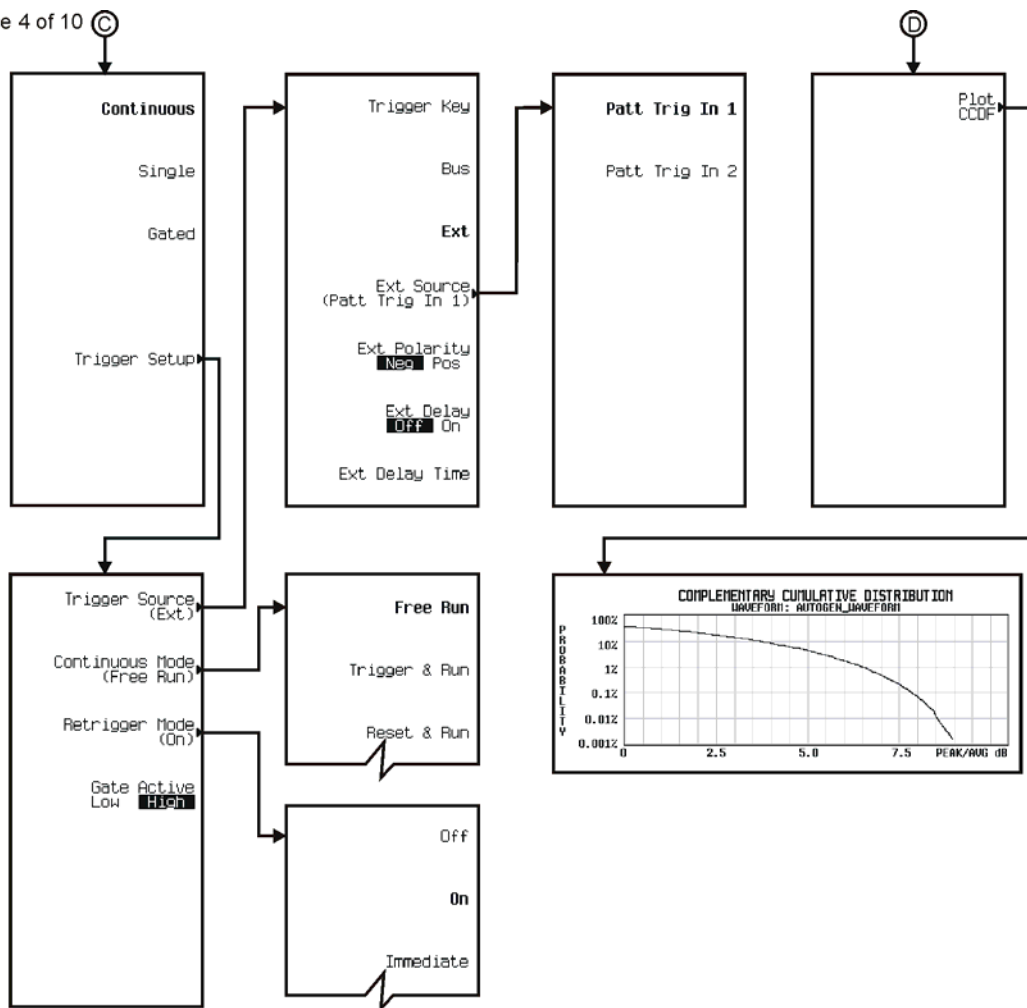 e 4 of 10
C
D
Continuous
Single
Gated
Trigger Setup
Trigger Key
Bus
Ext
Ext Source
(Patt Trig In 1)
Ext Polarity
Neg Pos
Ext Delay
Off On
Ext Delay Time
Patt Trig In 1
Patt Trig In 2
Plot
CCDF
Trigger Source
(Ext)
Continuous Mode
(Free Run)
Retrigger Mode
(On)
Gate Active
Low High
Free Run
Trigger & Run
Reset & Run
Off
On
Immediate
COMPLEMENTARY CUMULATIVE DISTRIBUTION
WAVEFORM: AUTOGEN_WAVEFORM
PROBABILITY
100%
10%
1%
0.1%
0.01%
0.001%
0 2.5 5.0 7.5 PEAK/AVG dB